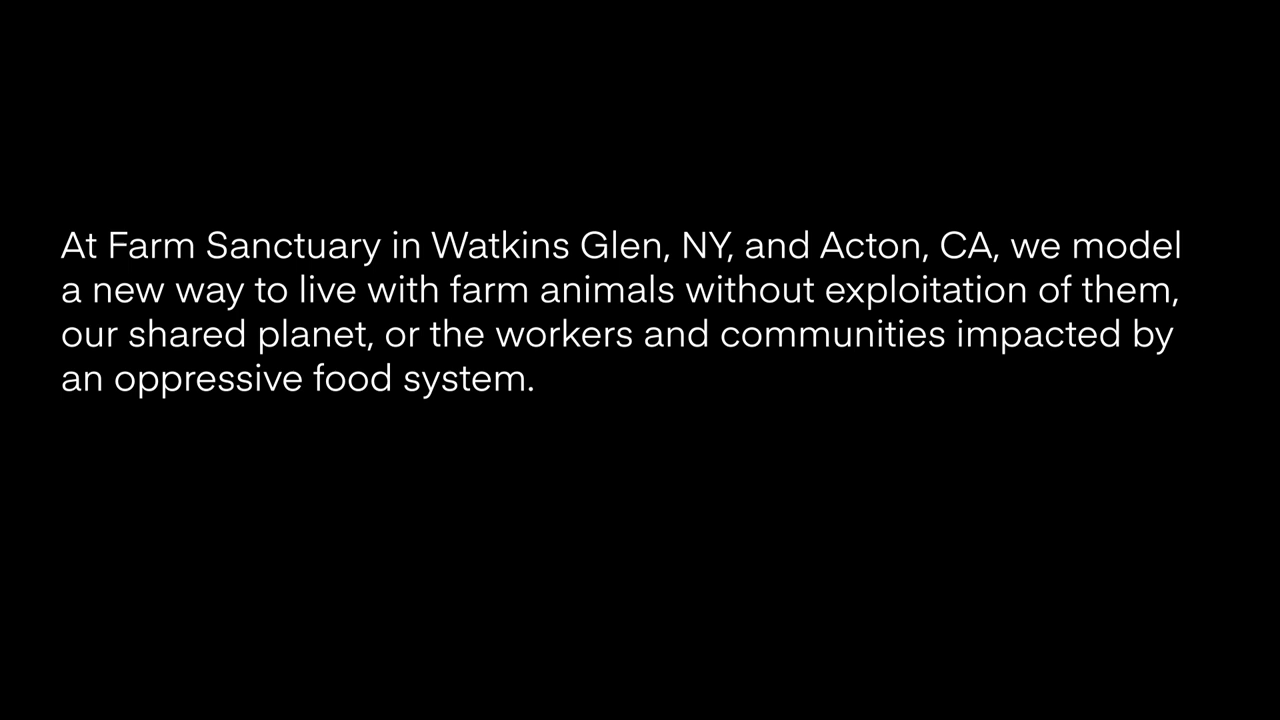 At Farm Sanctuary in Watkins Glen, NY, and Acton, CA, we model
a new way to live with farm animals without exploitation of them,
our shared planet, or the workers and communities impacted by
an oppressive food system.